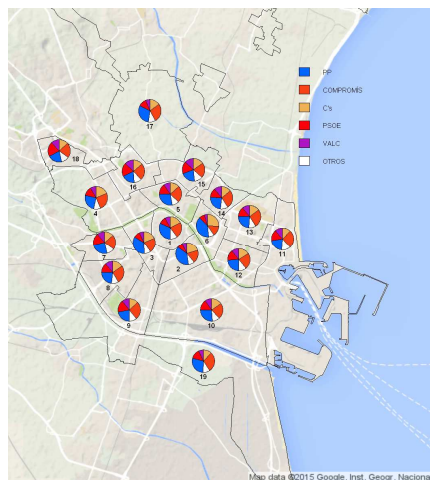 PP
COMPROMÍS
C's
PSOE
VALC
OTROS
17
18
16
15
4
5
14
13
1
6
11
7
3
2
12
8
9
10
19
Map data ©2015 Google, Inst. Geogr. Naciona